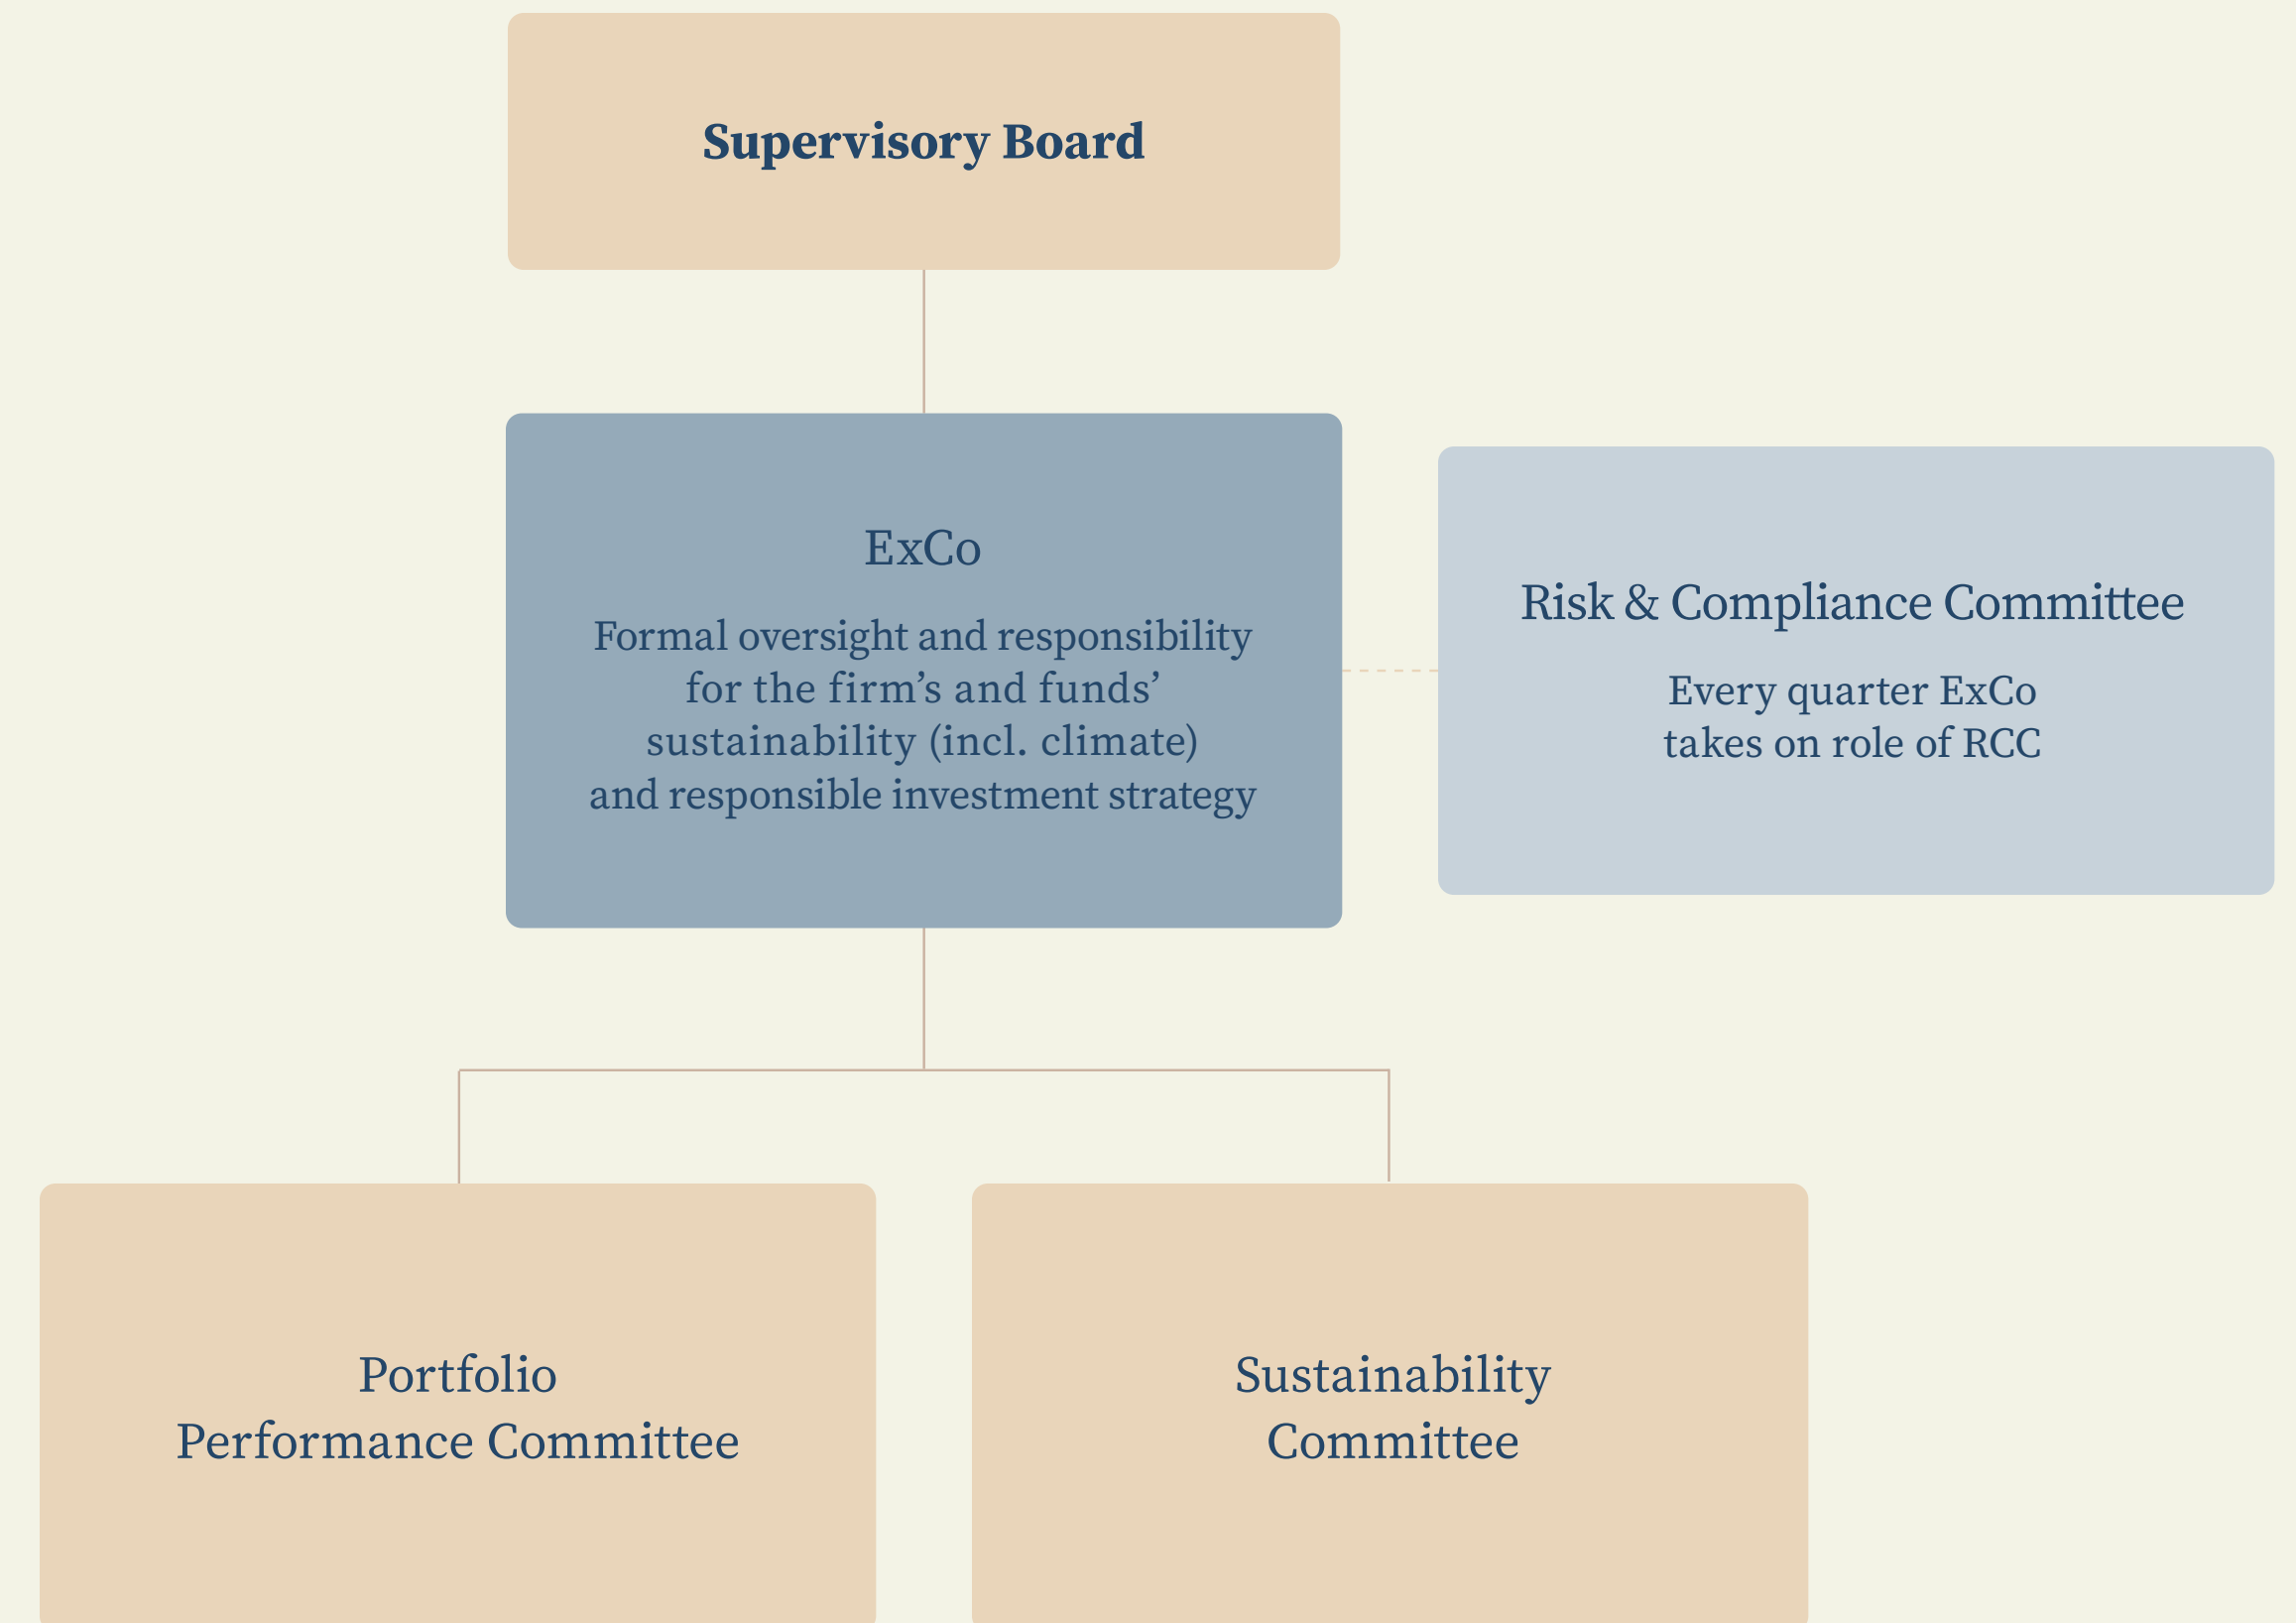 Supervisory Board
ExCo
Formal oversight and responsibility
for the firm’s and funds’
sustainability (incl. climate)
and responsible investment strategy
Risk & Compliance Committee
Every quarter ExCo
takes on role of RCC
Portfolio
Performance Committee
Sustainability
Committee